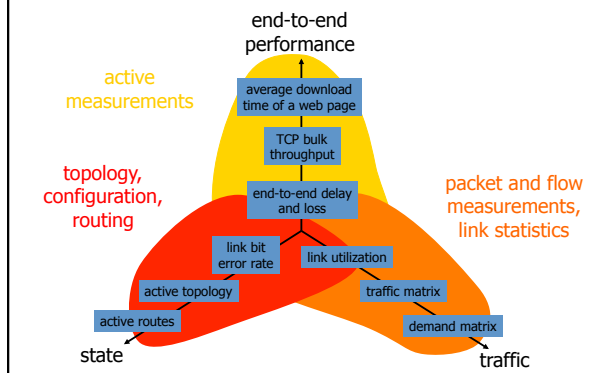 end-to-end
performance
active
measurements
average download
time of a web page
TCP bulk
throughput
topology,
configuration,
routing
end-to-end delay
and loss
packet and flow
measurements,
link statistics
link bit
error rate
link utilization
active topology
traffic matrix
active routes
demand matrix
state
traffic